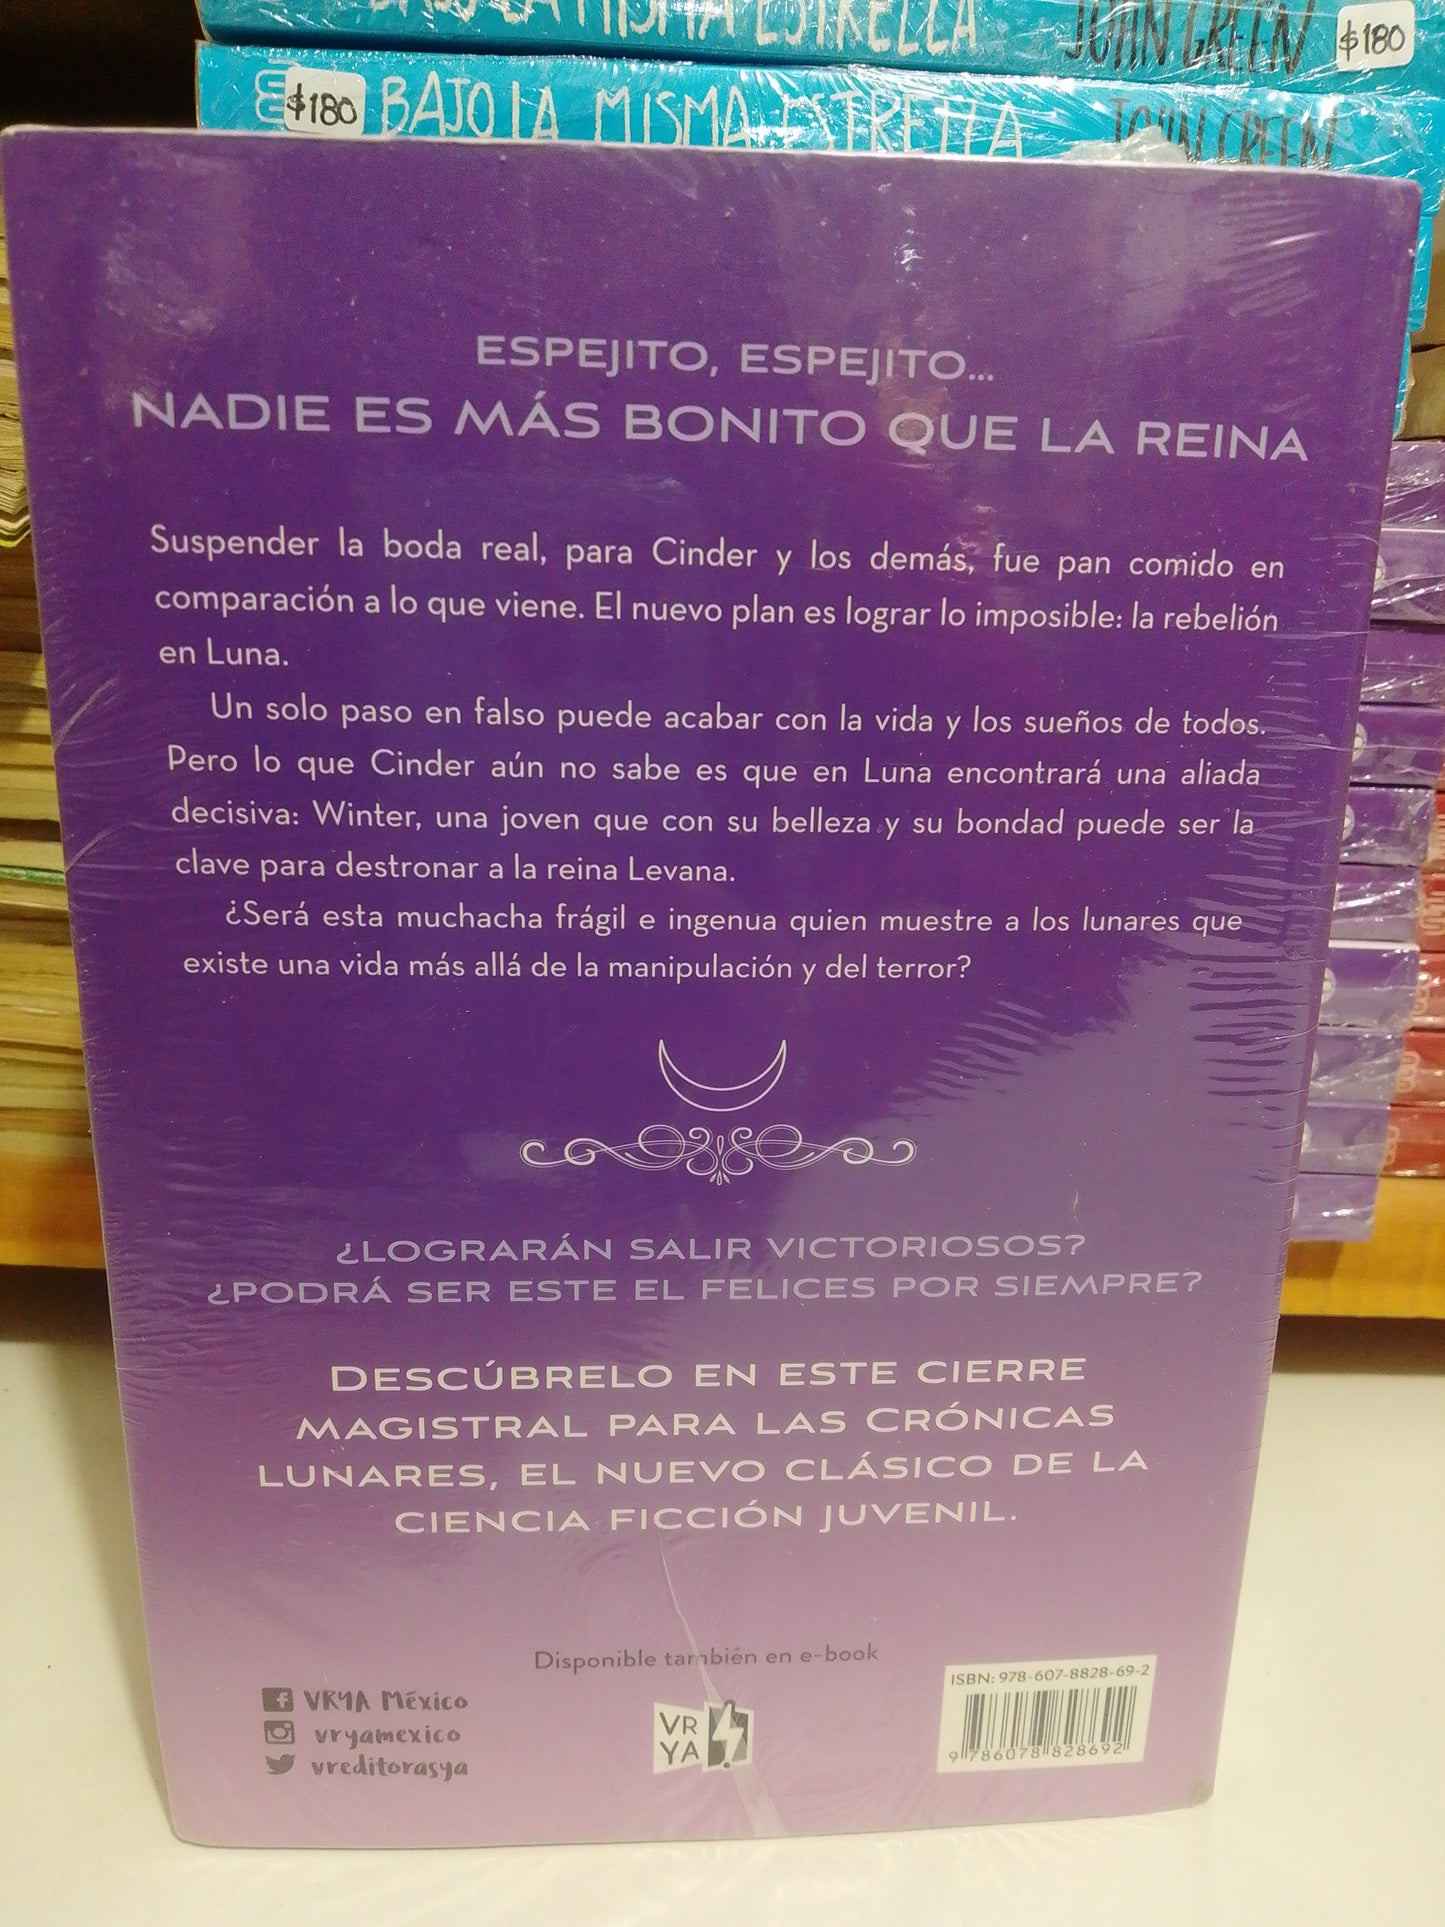 BAJO LA MISMA ESTRELLA JOHN GREEN $180
$180 BAJO LA MISMA ESTRELLA JOHN GREEN
ESPEJITO, ESPEJITO...
NADIE ES MÁS BONITO QUE LA REINA
Suspender la boda real, para Cinder y los demás, fue pan comido en
comparación a lo que viene. El nuevo plan es lograr lo imposible: la rebelión
en Luna.
Un solo paso en falso puede acabar con la vida y los sueños de todos.
Pero lo que Cinder aún no sabe es que en Luna encontrará una aliada
decisiva: Winter, una joven que con su belleza y su bondad puede ser la
clave para destronar a la reina Levana.
¿Será esta muchacha frágil e ingenua quien muestre a los lunares que
existe una vida más allá de la manipulación y del terror?
¿LOGRARÁN SALIR VICTORIOSOS?
¿PODRÁ SER ESTE EL FELICES POR SIEMPRE?
DESCÚBRELO EN ESTE CIERRE
MAGISTRAL PARA LAS CRÓNICAS
LUNARES, EL NUEVO CLÁSICO DE LA
CIENCIA FICCIÓN JUVENIL.
Disponible también en e-book
VRYA México
vryamexico
vreditorasya
VR
YA
ISBN: 978-607-8828-69-2
9 786078 828692